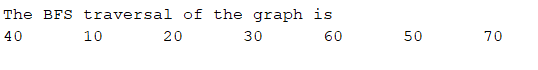 The BFS traversal of the graph is
40 10 20 30 60 50 70